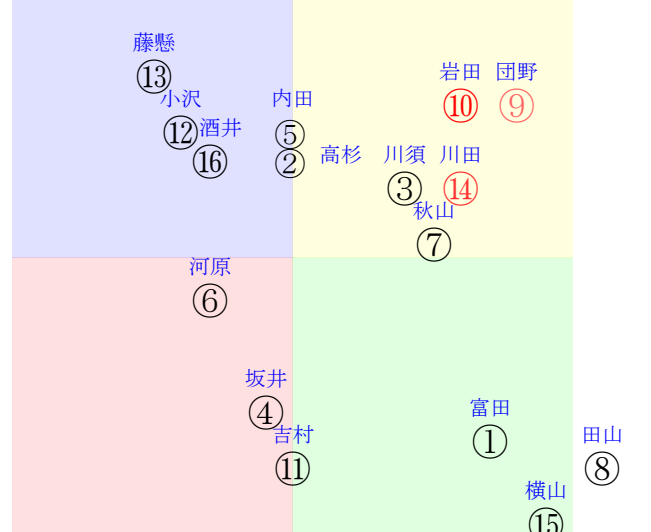 藤懸
⑬
岩田 団野
⑩ ⑨
小沢 内田
⑫ 酒井 ⑤
⑯ ② 高杉 川須 川田
③ ⑭
秋山
⑦
河原
⑥
坂井
④
富田
①
吉村 田山
⑪ ⑧
横山
⑮